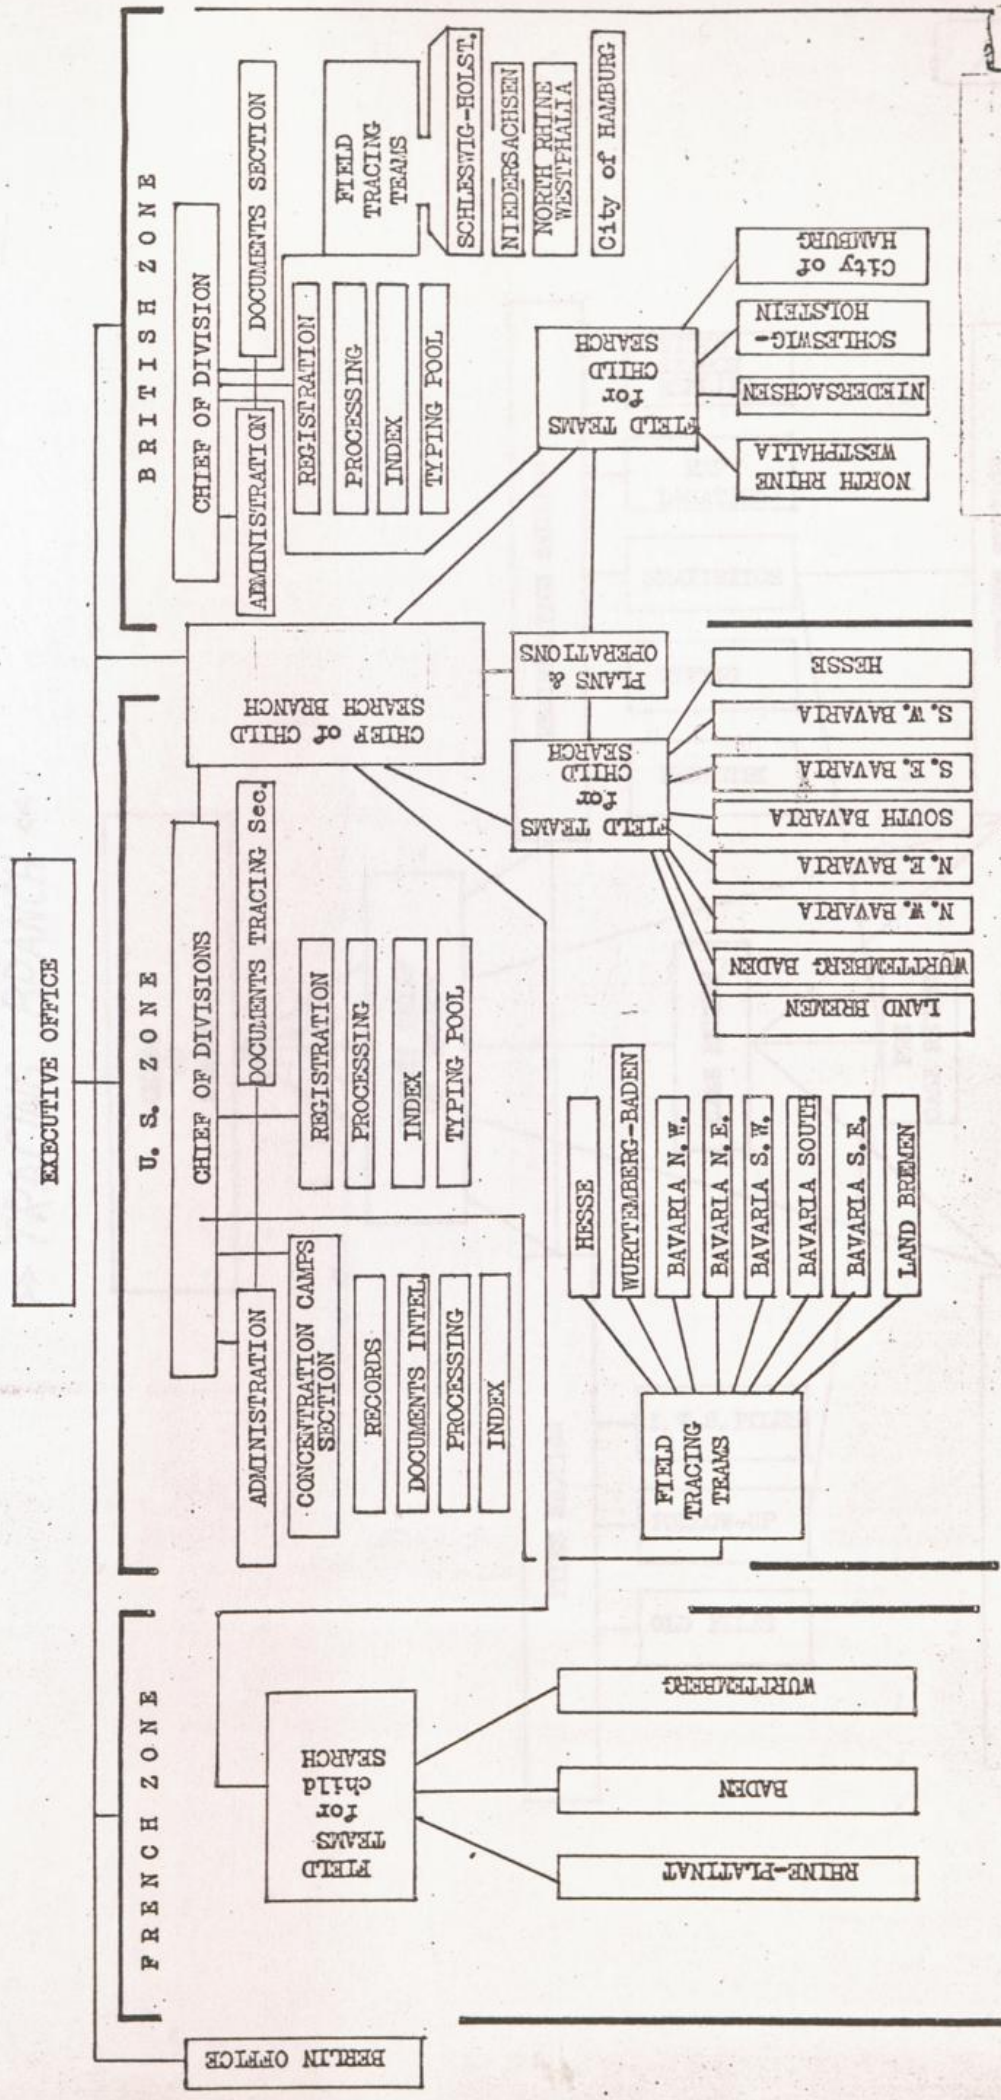 EXECUTIVE OFFICE
BERLIN OFFICE
FRENCH ZONE
FIELD
TEAMS
for
child
SEARCH
RHINE-PLATINAT
BADEN
WURTTEMBERG
U. S. ZONE
CHIEF OF DIVISIONS
ADMINISTRATION
DOCUMENTS TRACING Sec.
CONCENTRATION CAMPS
SECTION
RECORDS
DOCUMENTS INTEL
PROCESSING
INDEX
REGISTRATION
PROCESSING
INDEX
TYPING POOL
FIELD
TRACING
TEAMS
HESSE
WURTTEMBERG-BADEN
BAVARIA N.W.
BAVARIA N.E.
BAVARIA S.W.
BAVARIA SOUTH
BAVARIA S.E.
LAND BREMEN
CHIEF of CHILD
SEARCH BRANCH
PLANS &
OPERATIONS
FIELD TEAMS
for
CHILD
SEARCH
LAND BREMEN
WURTTEMBERG BADEN
N.W. BAVARIA
N.E. BAVARIA
SOUTH BAVARIA
S.E. BAVARIA
S.W. BAVARIA
HESSE
BRITISH ZONE
CHIEF OF DIVISION
ADMINISTRATION
DOCUMENTS SECTION
REGISTRATION
PROCESSING
INDEX
TYPING POOL
FIELD
TRACING
TEAMS
SCHLESWIG-HOLST.
NIEDERSACHSEN
NORTH RHINE
WESTPHALIA
City of HAMBURG
FIELD TEAMS
for
CHILD
SEARCH
NORTH RHINE
WESTPHALIA
NIEDERSACHSEN
SCHLESWIG-
HOLSTEIN
City of
HAMBURG